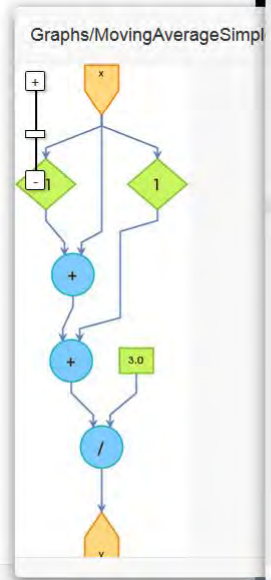 Graphs/MovingAverageSimpl
x
+
-
1
1
+
+
3.0
/
y